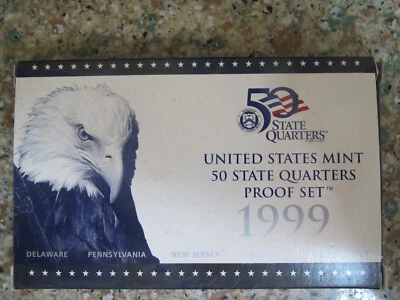 50
STATE
QUARTERS
UNITED STATES MINT
50 STATE QUARTERS
PROOF SET™
1999
DELAWARE PENNSYLVANIA NEW JERSEY